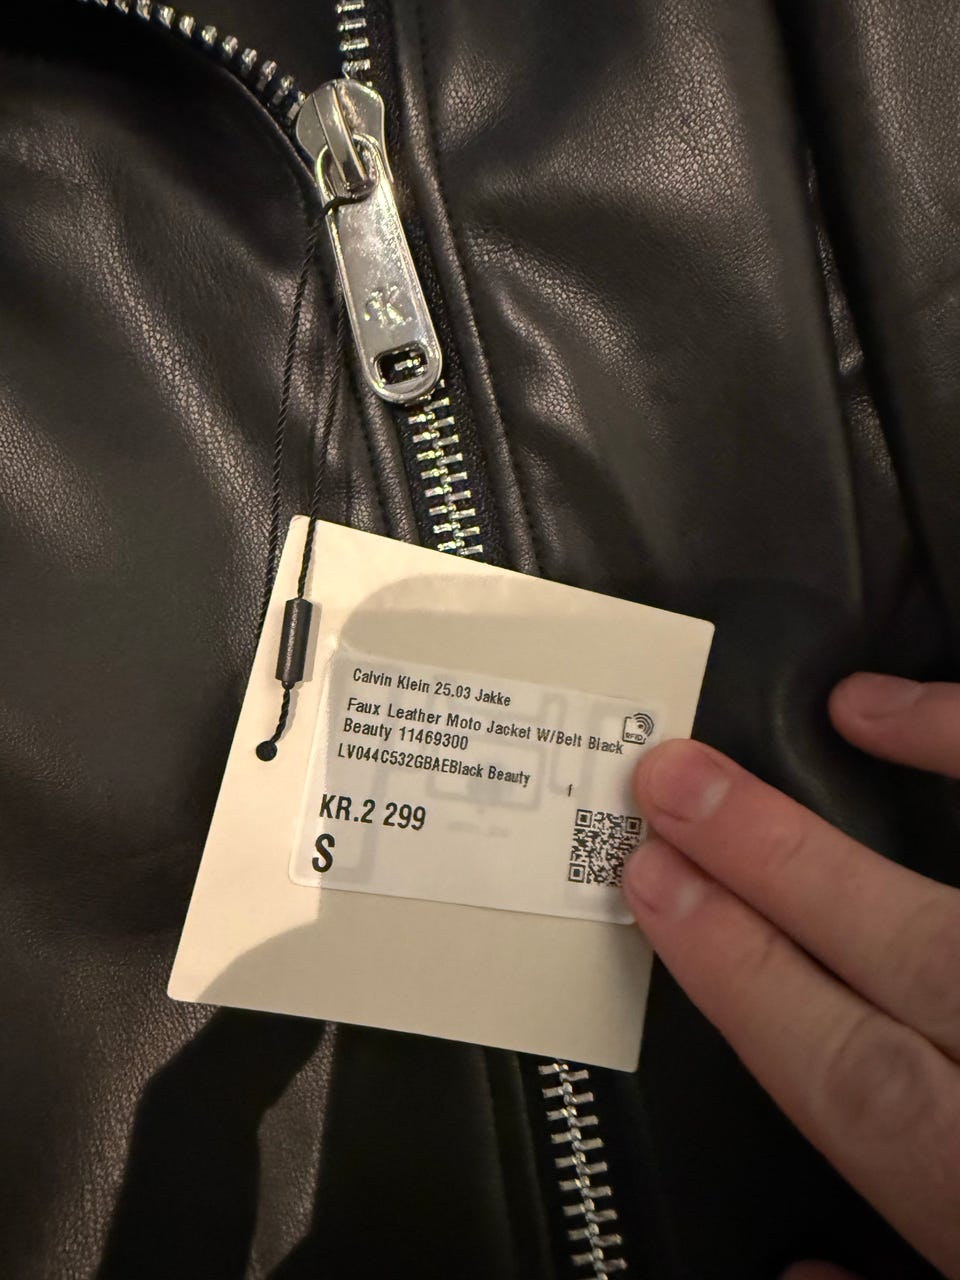 CK
Calvin Klein 25.03 Jakke
Faux Leather Moto Jacket W/Belt Black
Beauty 11469300
LV044C532GBAEBlack Beauty
f
RFID
KR.2 299
S